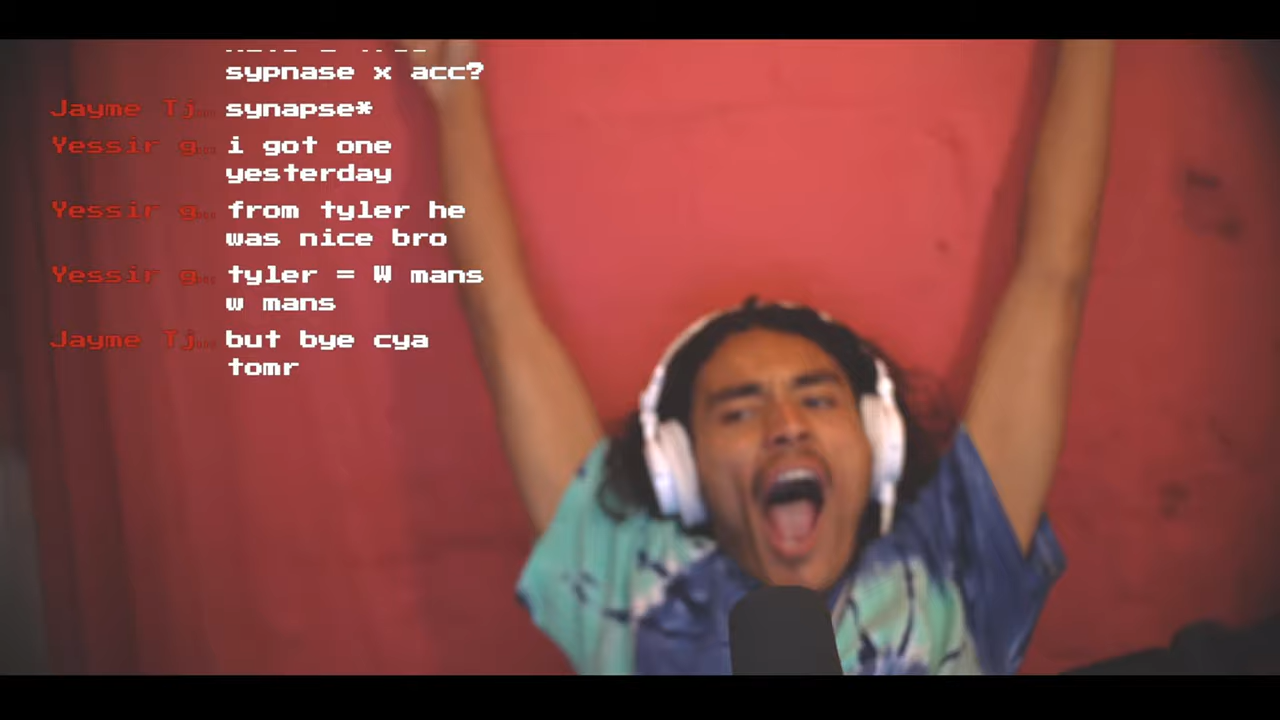 sypnase x acc?
Jayme Tj... synapse*
Yessir g... i got one
yesterday
Yessir g... from tyler he
was nice bro
Yessir g... tyler = W mans
w mans
Jayme Tj... but bye cya
tomr